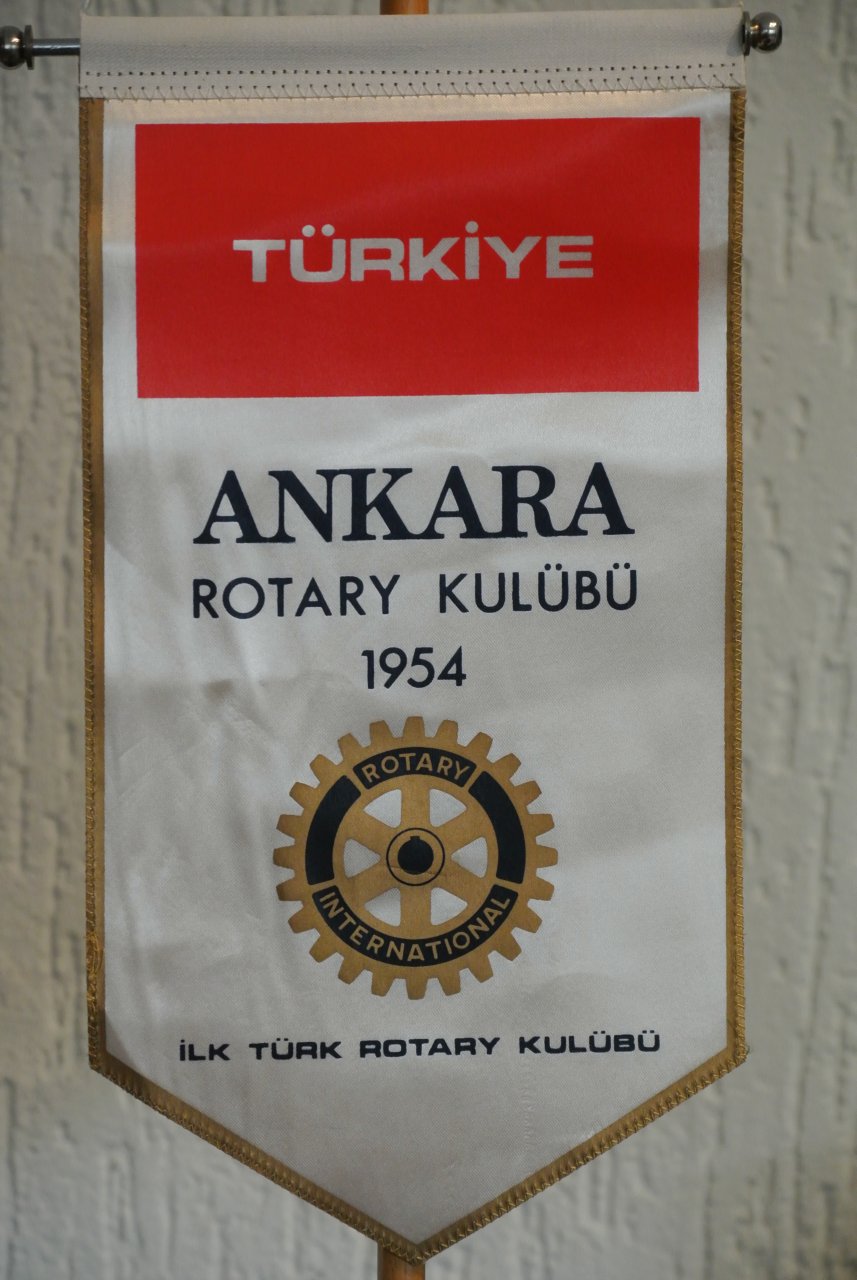 TÜRKİYE
ANKARA
ROTARY KULÜBÜ
1954
ROTARY
INTERNATIONAL
İLK TÜRK ROTARY KULÜBÜ